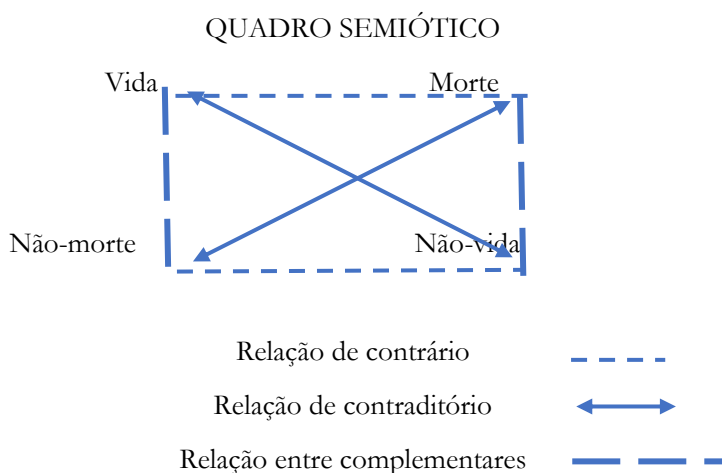 QUADRO SEMIÓTICO
Vida Morte
Não-morte Não-vida
Relação de contrário
Relação de contraditório
Relação entre complementares